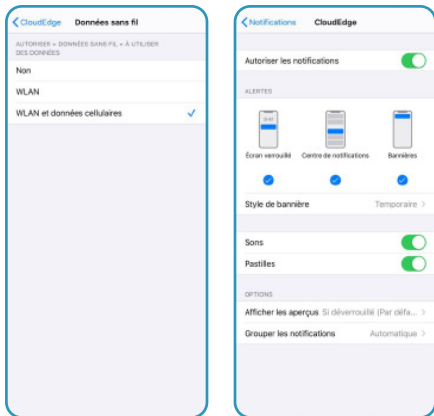 CloudEdge Données sans fil
AUTORISER « DONNÉES SANS FIL » À UTILISER
DES DONNÉES
Non
WLAN
WLAN et données cellulaires
Notifications CloudEdge
Autoriser les notifications
ALERTES
9:41
Écran verrouillé Centre de notifications Bannières
Style de bannière Temporaire
Sons
Pastilles
OPTIONS
Afficher les aperçus Si déverrouillé (Par défa...
Grouper les notifications Automatique